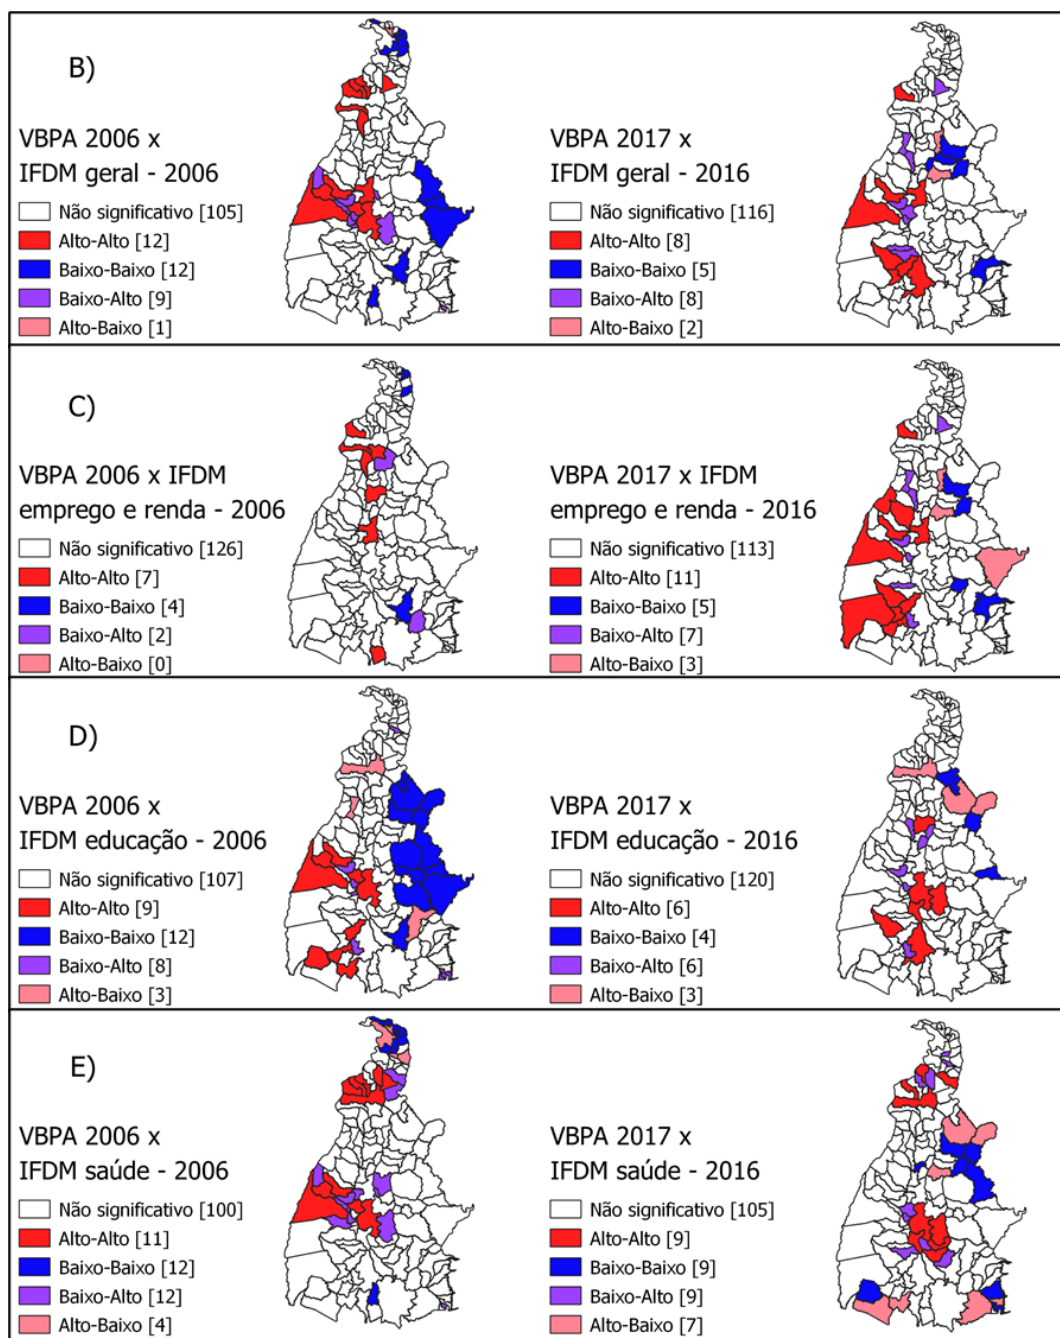 B)
VBPA 2006 x
IFDM geral - 2006
Não significativo [105]
Alto-Alto [12]
Baixo-Baixo [12]
Baixo-Alto [9]
Alto-Baixo [1]
VBPA 2017 x
IFDM geral - 2016
Não significativo [116]
Alto-Alto [8]
Baixo-Baixo [5]
Baixo-Alto [8]
Alto-Baixo [2]
C)
VBPA 2006 x IFDM
emprego e renda - 2006
Não significativo [126]
Alto-Alto [7]
Baixo-Baixo [4]
Baixo-Alto [2]
Alto-Baixo [0]
VBPA 2017 x IFDM
emprego e renda - 2016
Não significativo [113]
Alto-Alto [11]
Baixo-Baixo [5]
Baixo-Alto [7]
Alto-Baixo [3]
D)
VBPA 2006 x
IFDM educação - 2006
Não significativo [107]
Alto-Alto [9]
Baixo-Baixo [12]
Baixo-Alto [8]
Alto-Baixo [3]
VBPA 2017 x
IFDM educação - 2016
Não significativo [120]
Alto-Alto [6]
Baixo-Baixo [4]
Baixo-Alto [6]
Alto-Baixo [3]
E)
VBPA 2006 x
IFDM saúde - 2006
Não significativo [100]
Alto-Alto [11]
Baixo-Baixo [12]
Baixo-Alto [12]
Alto-Baixo [4]
VBPA 2017 x
IFDM saúde - 2016
Não significativo [105]
Alto-Alto [9]
Baixo-Baixo [9]
Baixo-Alto [9]
Alto-Baixo [7]